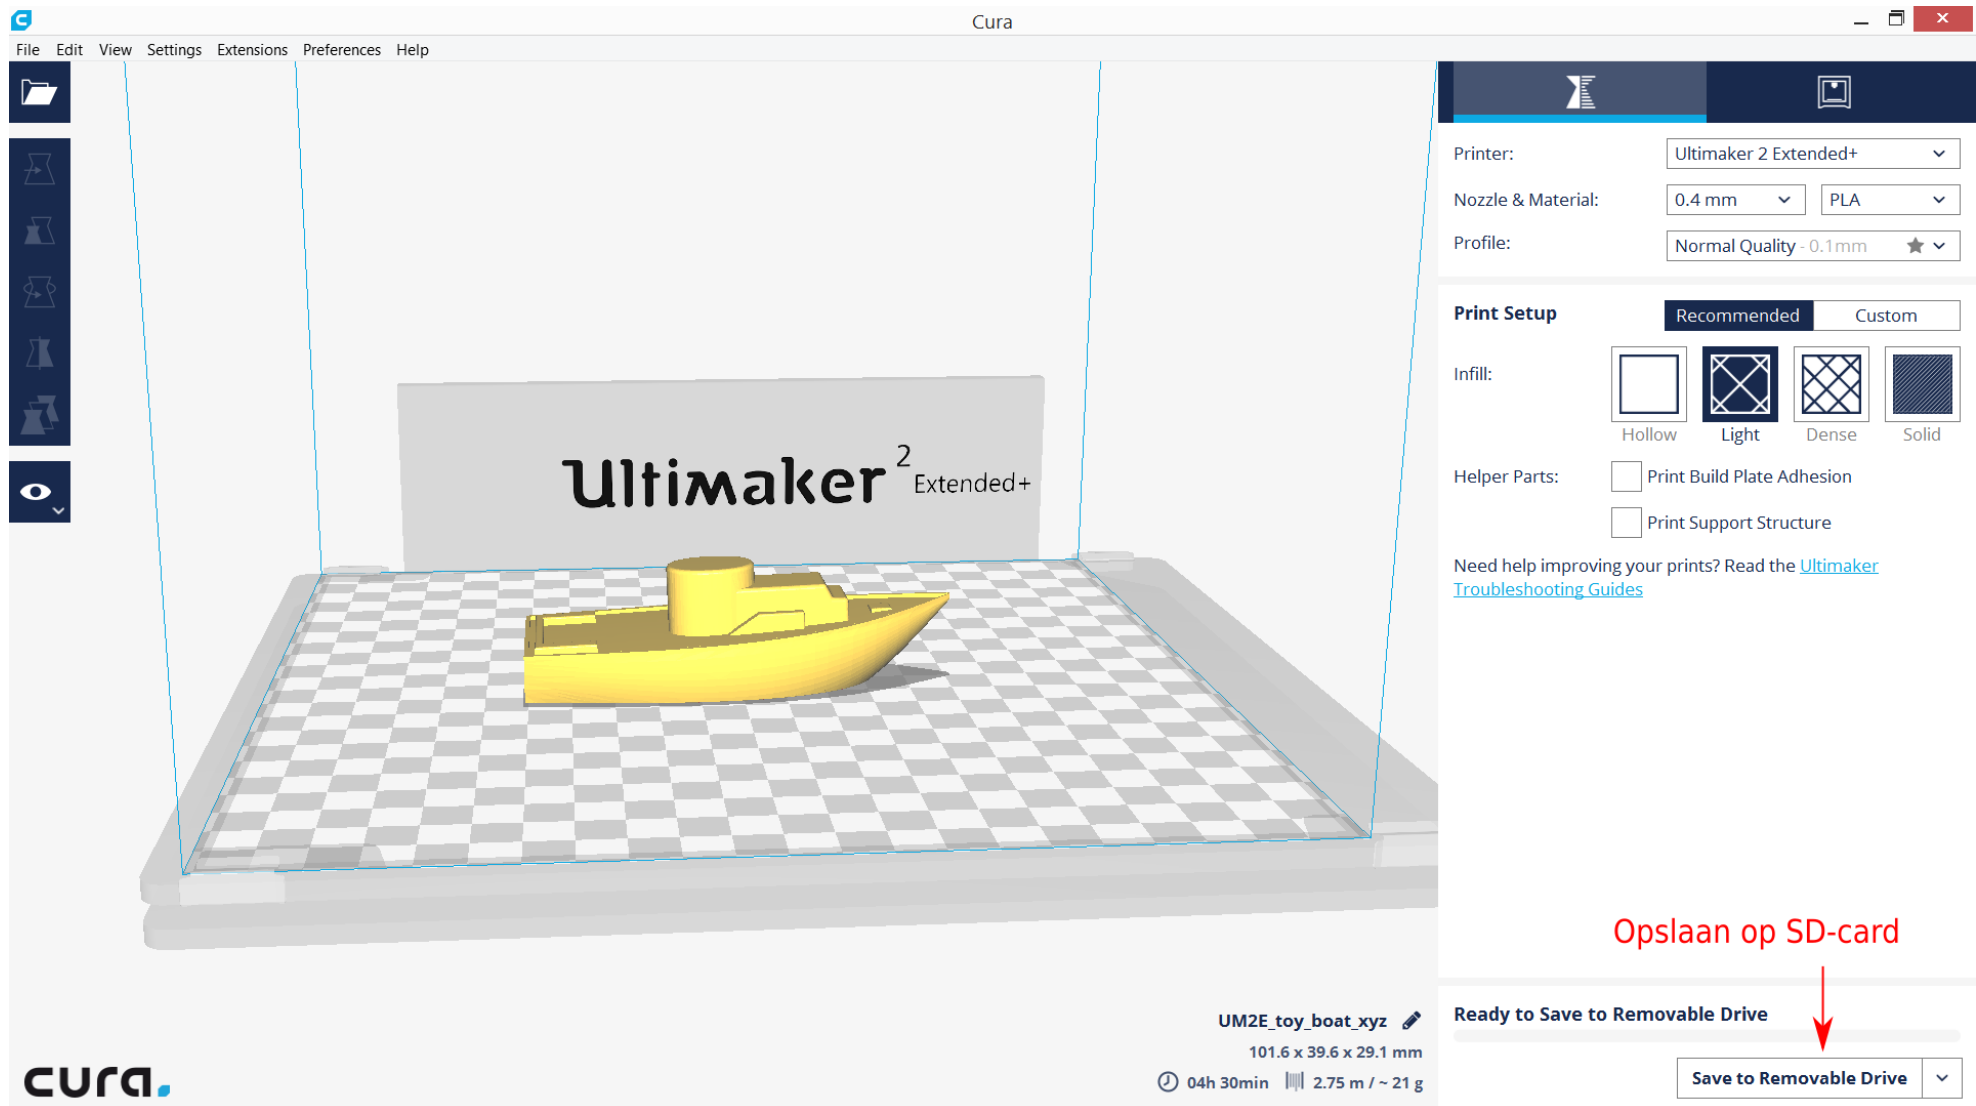 Cura
File Edit View Settings Extensions Preferences Help
Printer: Ultimaker 2 Extended+
Nozzle & Material: 0.4 mm PLA
Profile: Normal Quality - 0.1mm
Print Setup Recommended Custom
Infill:
Hollow Light Dense Solid
Helper Parts: Print Build Plate Adhesion
Print Support Structure
Need help improving your prints? Read the Ultimaker
Troubleshooting Guides
Ultimaker 2 Extended+
Opslaan op SD-card
UM2E_toy_boat_xyz
101.6 x 39.6 x 29.1 mm
04h 30min 2.75 m / ~ 21 g
Ready to Save to Removable Drive
Save to Removable Drive
cura.